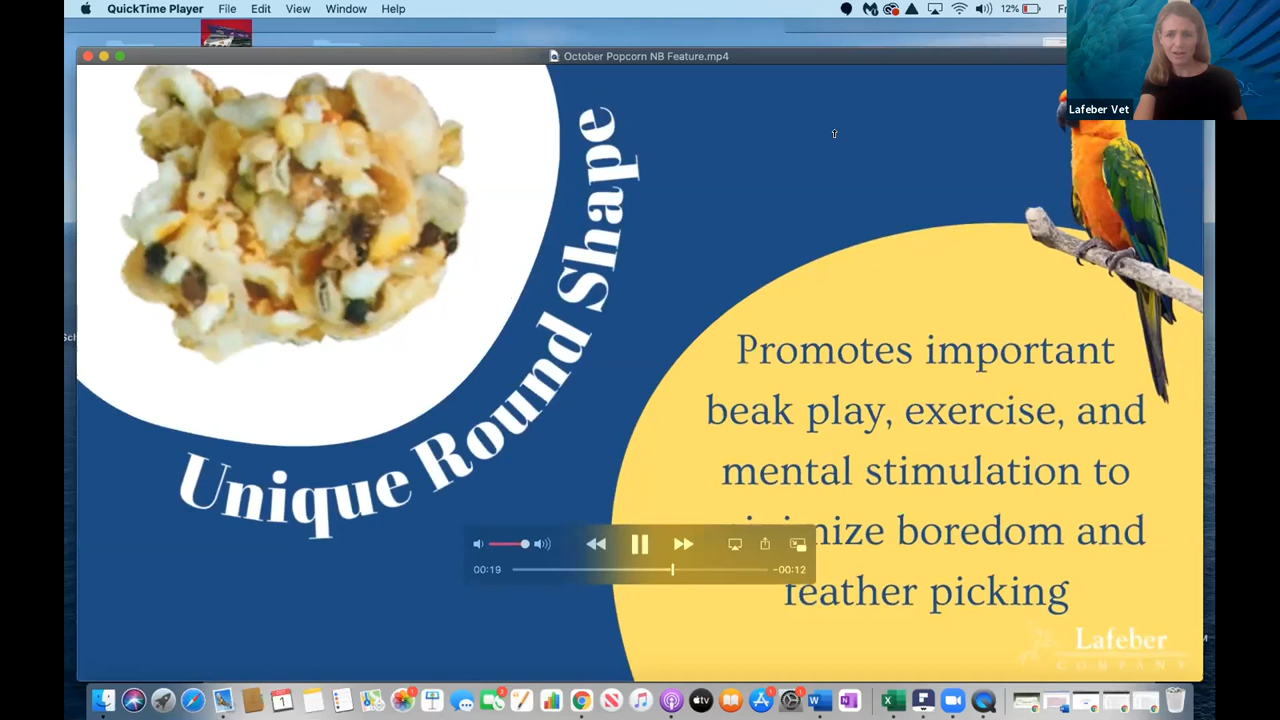 QuickTime Player File Edit View Window Help
12%
October Popcorn NB Feature.mp4
Lafeber Vet
Unique Round Shape
Promotes important
beak play, exercise, and
mental stimulation to
minimize boredom and
feather picking
00:19
-00:12
Lafeber
COMPANY